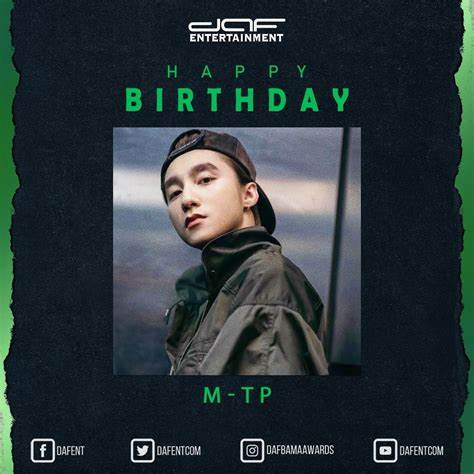 daf
ENTERTAINMENT
HAPPY
BIRTHDAY
M-TP
DAFENT
DAFENTCOM
DAFBAMAAWARDS
DAFENTCOM